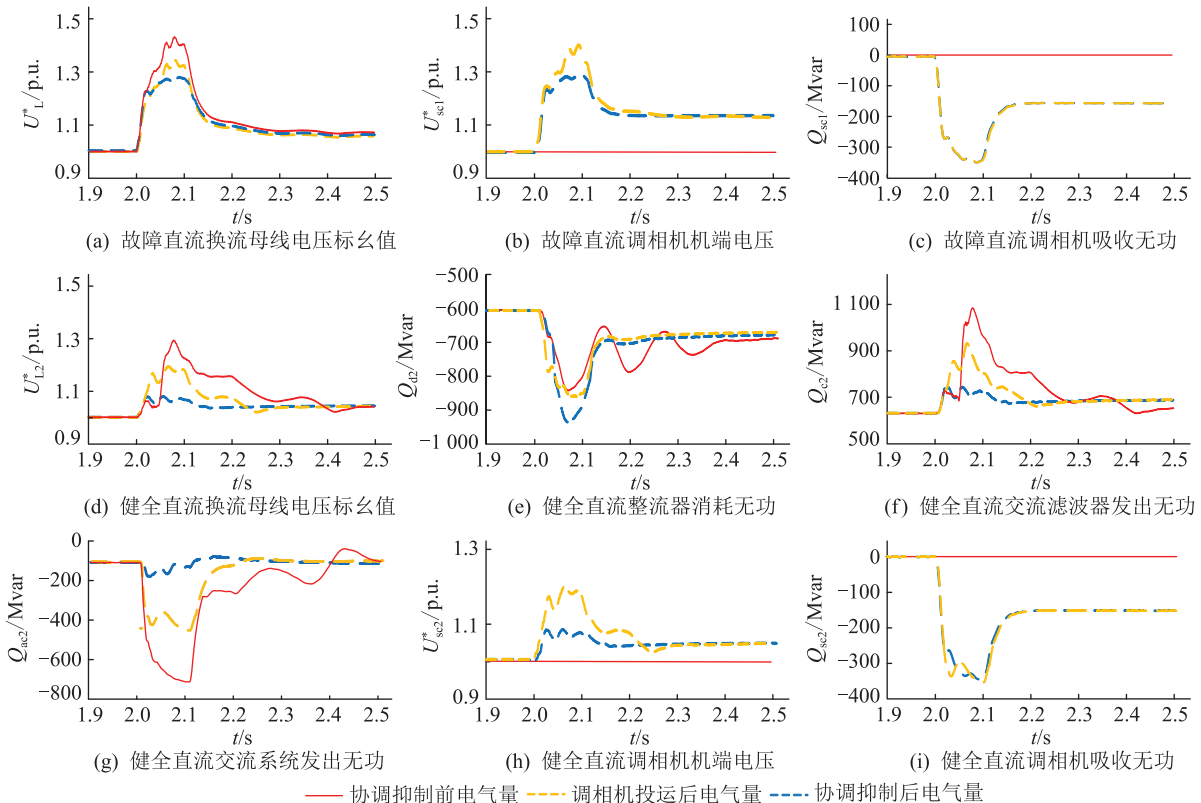 1.5
1.3
1.1
0.9
U*L/p.u.
1.9 2.0 2.1 2.2 2.3 2.4 2.5
t/s
(a) 故障直流换流母线电压标幺值
1.5
1.3
1.1
0.9
U*sc1/p.u.
1.9 2.0 2.1 2.2 2.3 2.4 2.5
t/s
(b) 故障直流调相机机端电压
100
0
−100
−200
−300
−400
Qsc1/Mvar
1.9 2.0 2.1 2.2 2.3 2.4 2.5
t/s
(c) 故障直流调相机吸收无功
1.5
1.3
1.1
0.9
U*L2/p.u.
1.9 2.0 2.1 2.2 2.3 2.4 2.5
t/s
(d) 健全直流换流母线电压标幺值
−500
−600
−700
−800
−900
−1 000
Qd2/Mvar
1.9 2.0 2.1 2.2 2.3 2.4 2.5
t/s
(e) 健全直流整流器消耗无功
1 100
900
700
500
Qc2/Mvar
1.9 2.0 2.1 2.2 2.3 2.4 2.5
t/s
(f) 健全直流交流滤波器发出无功
0
−200
−400
−600
−800
Qac2/Mvar
1.9 2.0 2.1 2.2 2.3 2.4 2.5
t/s
(g) 健全直流交流系统发出无功
1.3
1.1
0.9
U*sc2/p.u.
1.9 2.0 2.1 2.2 2.3 2.4 2.5
t/s
(h) 健全直流调相机机端电压
0
−100
−200
−300
−400
Qsc2/Mvar
1.9 2.0 2.1 2.2 2.3 2.4 2.5
t/s
(i) 健全直流调相机吸收无功
协调抑制前电气量 调相机投运后电气量 协调抑制后电气量